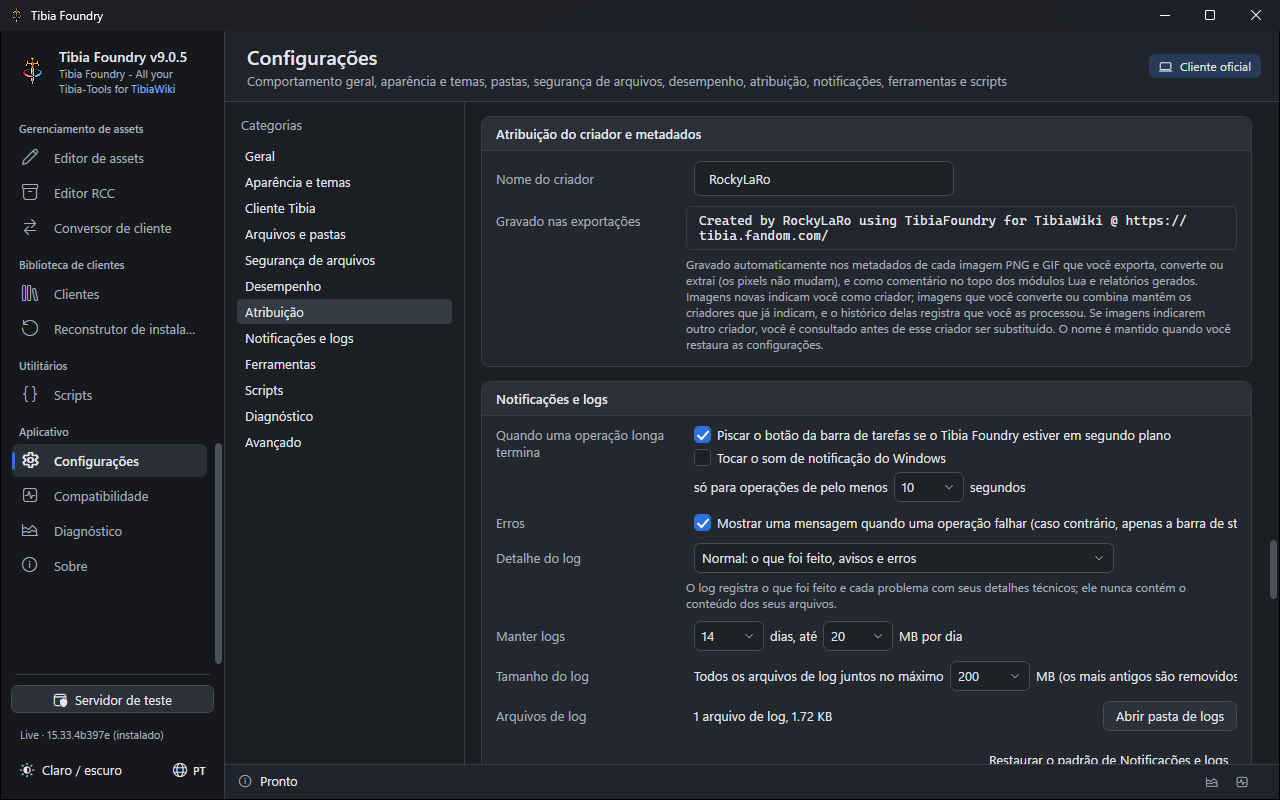 Tibia Foundry
Tibia Foundry v9.0.5
Tibia Foundry - All your
Tibia-Tools for TibiaWiki
Gerenciamento de assets
Editor de assets
Editor RCC
Conversor de cliente
Biblioteca de clientes
Clientes
Reconstrutor de instala...
Utilitários
Scripts
Aplicativo
Configurações
Compatibilidade
Diagnóstico
Sobre
Servidor de teste
Live · 15.33.4b397e (instalado)
Claro / escuro
PT
Configurações
Comportamento geral, aparência e temas, pastas, segurança de arquivos, desempenho, atribuição, notificações, ferramentas e scripts
Cliente oficial
Categorias
Geral
Aparência e temas
Cliente Tibia
Arquivos e pastas
Segurança de arquivos
Desempenho
Atribuição
Notificações e logs
Ferramentas
Scripts
Diagnóstico
Avançado
Atribuição do criador e metadados
Nome do criador
RockyLaRo
Gravado nas exportações
Created by RockyLaRo using TibiaFoundry for TibiaWiki @ https://
tibia.fandom.com/
Gravado automaticamente nos metadados de cada imagem PNG e GIF que você exporta, converte ou
extrai (os pixels não mudam), e como comentário no topo dos módulos Lua e relatórios gerados.
Imagens novas indicam você como criador; imagens que você converte ou combina mantêm os
criadores que já indicam, e o histórico delas registra que você as processou. Se imagens indicarem
outro criador, você é consultado antes de esse criador ser substituído. O nome é mantido quando você
restaura as configurações.
Notificações e logs
Quando uma operação longa
termina
Piscar o botão da barra de tarefas se o Tibia Foundry estiver em segundo plano
Tocar o som de notificação do Windows
só para operações de pelo menos 10 segundos
Erros
Mostrar uma mensagem quando uma operação falhar (caso contrário, apenas a barra de st
Detalhe do log
Normal: o que foi feito, avisos e erros
O log registra o que foi feito e cada problema com seus detalhes técnicos; ele nunca contém o
conteúdo dos seus arquivos.
Manter logs
14 dias, até 20 MB por dia
Tamanho do log
Todos os arquivos de log juntos no máximo 200 MB (os mais antigos são removidos
Arquivos de log
1 arquivo de log, 1.72 KB
Abrir pasta de logs
Restaurar o padrão de Notificações e logs
Pronto